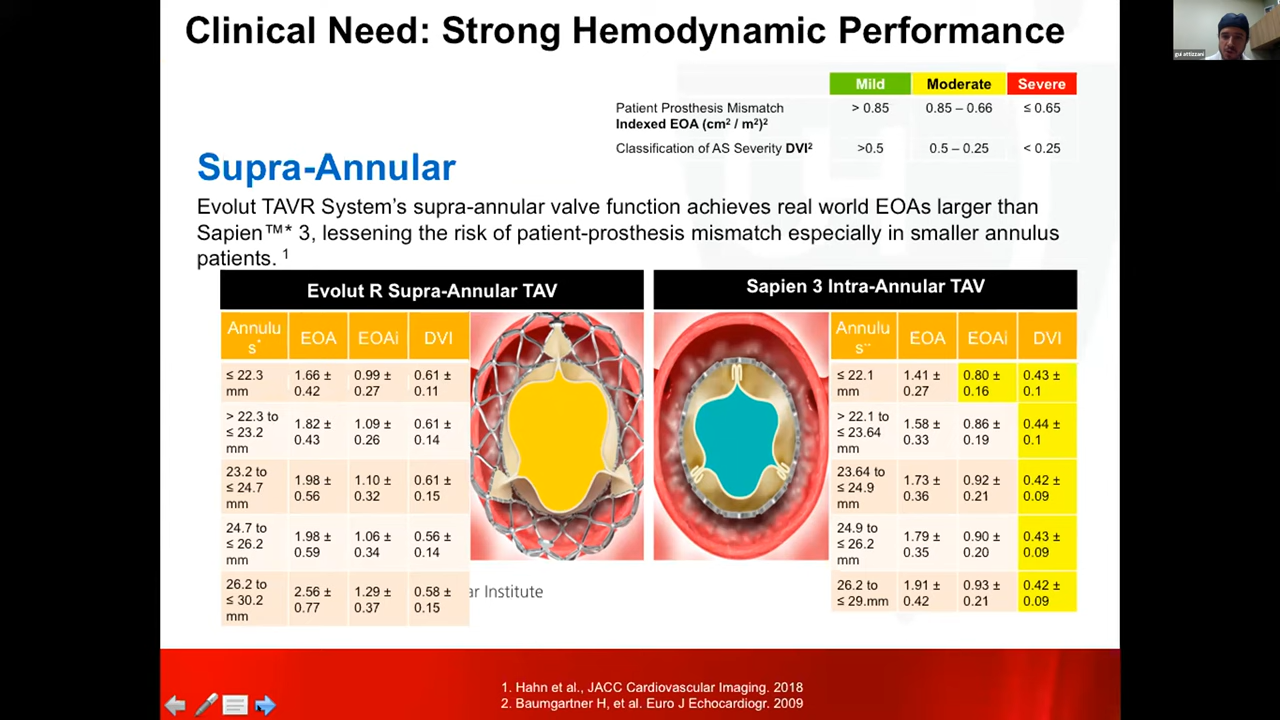 Clinical Need: Strong Hemodynamic Performance
gui attizzani
Mild Moderate Severe
Patient Prosthesis Mismatch
Indexed EOA (cm² / m²)² > 0.85 0.85 – 0.66 ≤ 0.65
Classification of AS Severity DVI² >0.5 0.5 – 0.25 < 0.25
Supra-Annular
Evolut TAVR System's supra-annular valve function achieves real world EOAs larger than
Sapien™* 3, lessening the risk of patient-prosthesis mismatch especially in smaller annulus
patients. ¹
Evolut R Supra-Annular TAV
Annulu
s* EOA EOAi DVI
≤ 22.3
mm 1.66 ±
0.42 0.99 ±
0.27 0.61 ±
0.11
> 22.3 to
≤ 23.2
mm 1.82 ±
0.43 1.09 ±
0.26 0.61 ±
0.14
23.2 to
≤ 24.7
mm 1.98 ±
0.56 1.10 ±
0.32 0.61 ±
0.15
24.7 to
≤ 26.2
mm 1.98 ±
0.59 1.06 ±
0.34 0.56 ±
0.14
26.2 to
≤ 30.2
mm 2.56 ±
0.77 1.29 ±
0.37 0.58 ±
0.15
Sapien 3 Intra-Annular TAV
Annulu
s** EOA EOAi DVI
≤ 22.1
mm 1.41 ±
0.27 0.80 ±
0.16 0.43 ±
0.1
> 22.1 to
≤ 23.64
mm 1.58 ±
0.33 0.86 ±
0.19 0.44 ±
0.1
23.64 to
≤ 24.9
mm 1.73 ±
0.36 0.92 ±
0.21 0.42 ±
0.09
24.9 to
≤ 26.2
mm 1.79 ±
0.35 0.90 ±
0.20 0.43 ±
0.09
26.2 to
≤ 29.mm 1.91 ±
0.42 0.93 ±
0.21 0.42 ±
0.09
ar Institute
1. Hahn et al., JACC Cardiovascular Imaging. 2018
2. Baumgartner H, et al. Euro J Echocardiogr. 2009